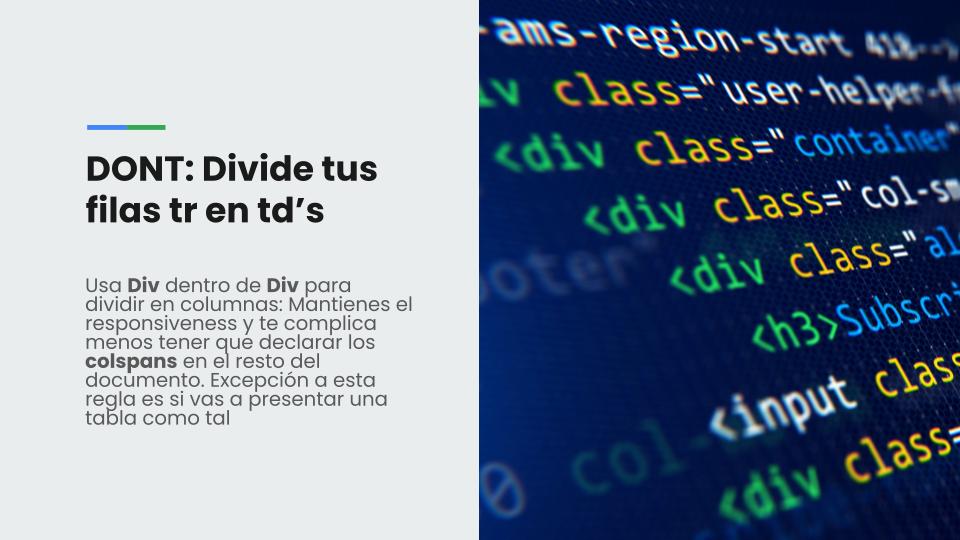 -ams-region-start 418-->
DONT: Divide tus
filas tr en td’s
Usa Div dentro de Div para
dividir en columnas: Mantienes el
responsiveness y te complica
menos tener que declarar los
colspans en el resto del
documento. Excepción a esta
regla es si vas a presentar una
tabla como tal
class="user-helper-
<div class="container"
<div class="col-sm
<div class="
<h3>Subscri
<input class
<div class=